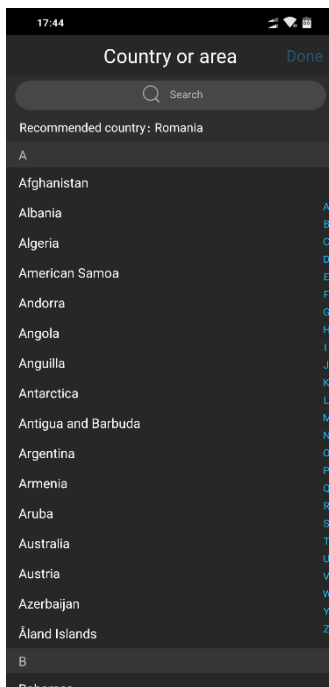 17:44
Country or area Done
Search
Recommended country: Romania
A
Afghanistan
Albania
Algeria
American Samoa
Andorra
Angola
Anguilla
Antarctica
Antigua and Barbuda
Argentina
Armenia
Aruba
Australia
Austria
Azerbaijan
Åland Islands
B
A
B
C
D
E
F
G
H
I
J
K
L
M
N
O
P
Q
R
S
T
U
V
W
Y
Z